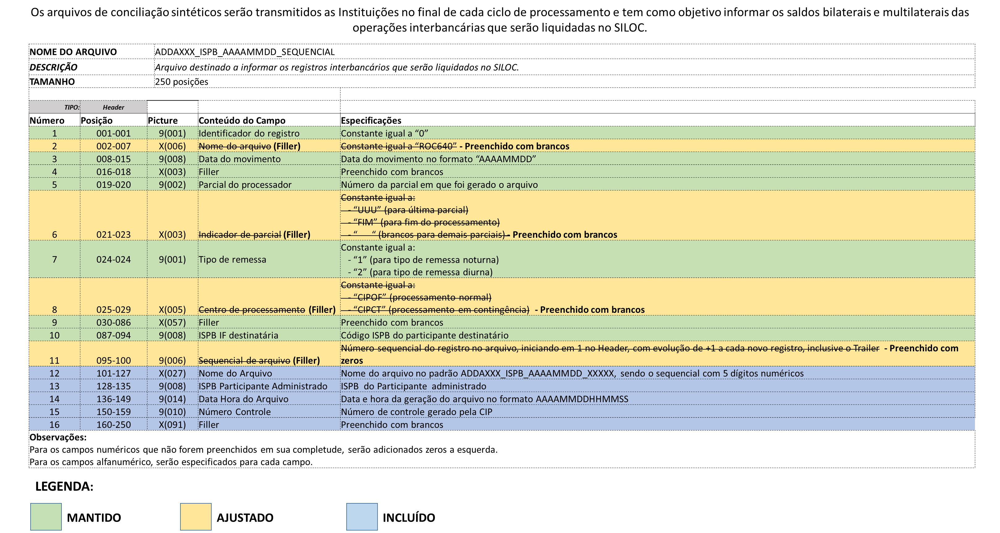 Os arquivos de conciliação sintéticos serão transmitidos as Instituições no final de cada ciclo de processamento e tem como objetivo informar os saldos bilaterais e multilaterais das
operações interbancárias que serão liquidadas no SILOC.
NOME DO ARQUIVO ADDAXXX_ISPB_AAAAMMDD_SEQUENCIAL
DESCRIÇÃO Arquivo destinado a informar os registros interbancários que serão liquidados no SILOC.
TAMANHO 250 posições
TIPO: Header
Número Posição Picture Conteúdo do Campo Especificações
1 001-001 9(001) Identificador do registro Constante igual a “0”
2 002-007 X(006) Nome do arquivo (Filler) Constante igual a “ROC640” - Preenchido com brancos
3 008-015 9(008) Data do movimento Data do movimento no formato “AAAAMMDD”
4 016-018 X(003) Filler Preenchido com brancos
5 019-020 9(002) Parcial do processador Número da parcial em que foi gerado o arquivo
Constante igual a:
- “UUU” (para última parcial)
- “FIM” (para fim do processamento)
6 021-023 X(003) Indicador de parcial (Filler) - “ “ (brancos para demais parciais) - Preenchido com brancos
Constante igual a:
7 024-024 9(001) Tipo de remessa - “1” (para tipo de remessa noturna)
- “2” (para tipo de remessa diurna)
Constante igual a:
- “CIPOF” (processamento normal)
8 025-029 X(005) Centro de processamento (Filler) - “CIPCT” (processamento em contingência) - Preenchido com brancos
9 030-086 X(057) Filler Preenchido com brancos
10 087-094 9(008) ISPB IF destinatária Código ISPB do participante destinatário
Número sequencial do registro no arquivo, iniciando em 1 no Header, com evolução de +1 a cada novo registro, inclusive o Trailer - Preenchido com
11 095-100 9(006) Sequencial de arquivo (Filler) zeros
12 101-127 X(027) Nome do Arquivo Nome do arquivo no padrão ADDAXXX_ISPB_AAAAMMDD_XXXXX, sendo o sequencial com 5 dígitos numéricos
13 128-135 9(008) ISPB Participante Administrado ISPB do Participante administrado
14 136-149 9(014) Data Hora do Arquivo Data e hora da geração do arquivo no formato AAAAMMDDHHMMSS
15 150-159 9(010) Número Controle Número de controle gerado pela CIP
16 160-250 X(091) Filler Preenchido com brancos
Observações:
Para os campos numéricos que não forem preenchidos em sua completude, serão adicionados zeros a esquerda.
Para os campos alfanumérico, serão especificados para cada campo.
LEGENDA:
MANTIDO AJUSTADO INCLUÍDO